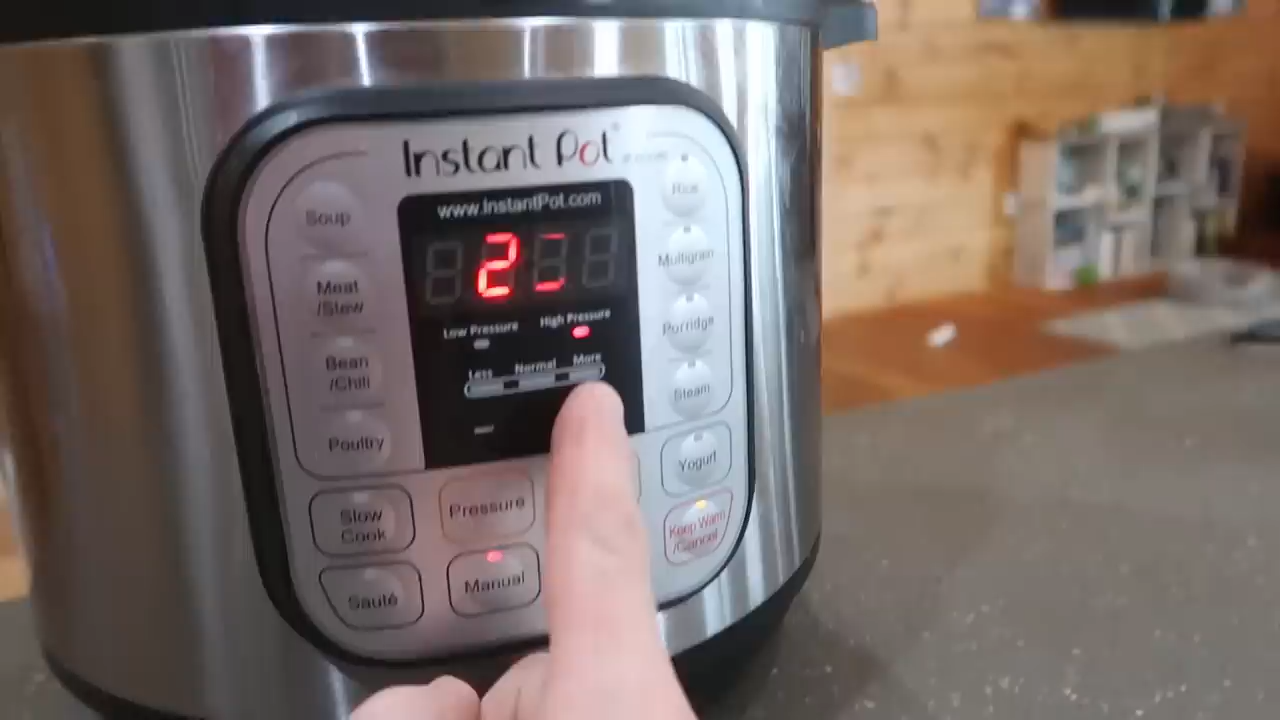 Instant Pot
www.InstantPot.com
2
Low Pressure
High Pressure
Less
Normal
More
Soup
Meat
/Stew
Bean
/Chili
Poultry
Slow
Cook
Sauté
Pressure
Manual
Rice
Multigrain
Porridge
Steam
Yogurt
Keep Warm
/Cancel